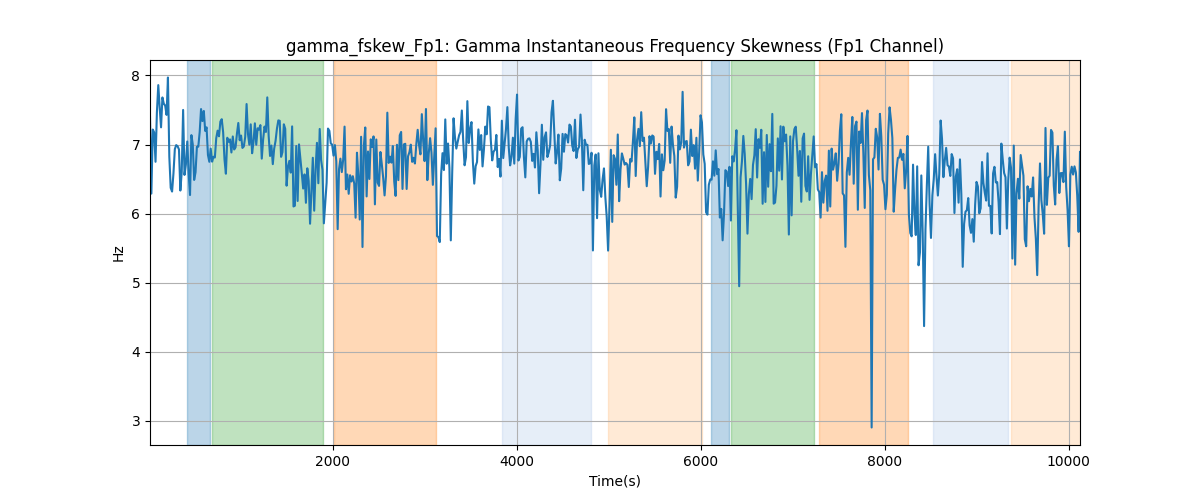 gamma_fskew_Fp1: Gamma Instantaneous Frequency Skewness (Fp1 Channel)
8
7
6
5
4
3
Hz
2000 4000 6000 8000 10000
Time(s)